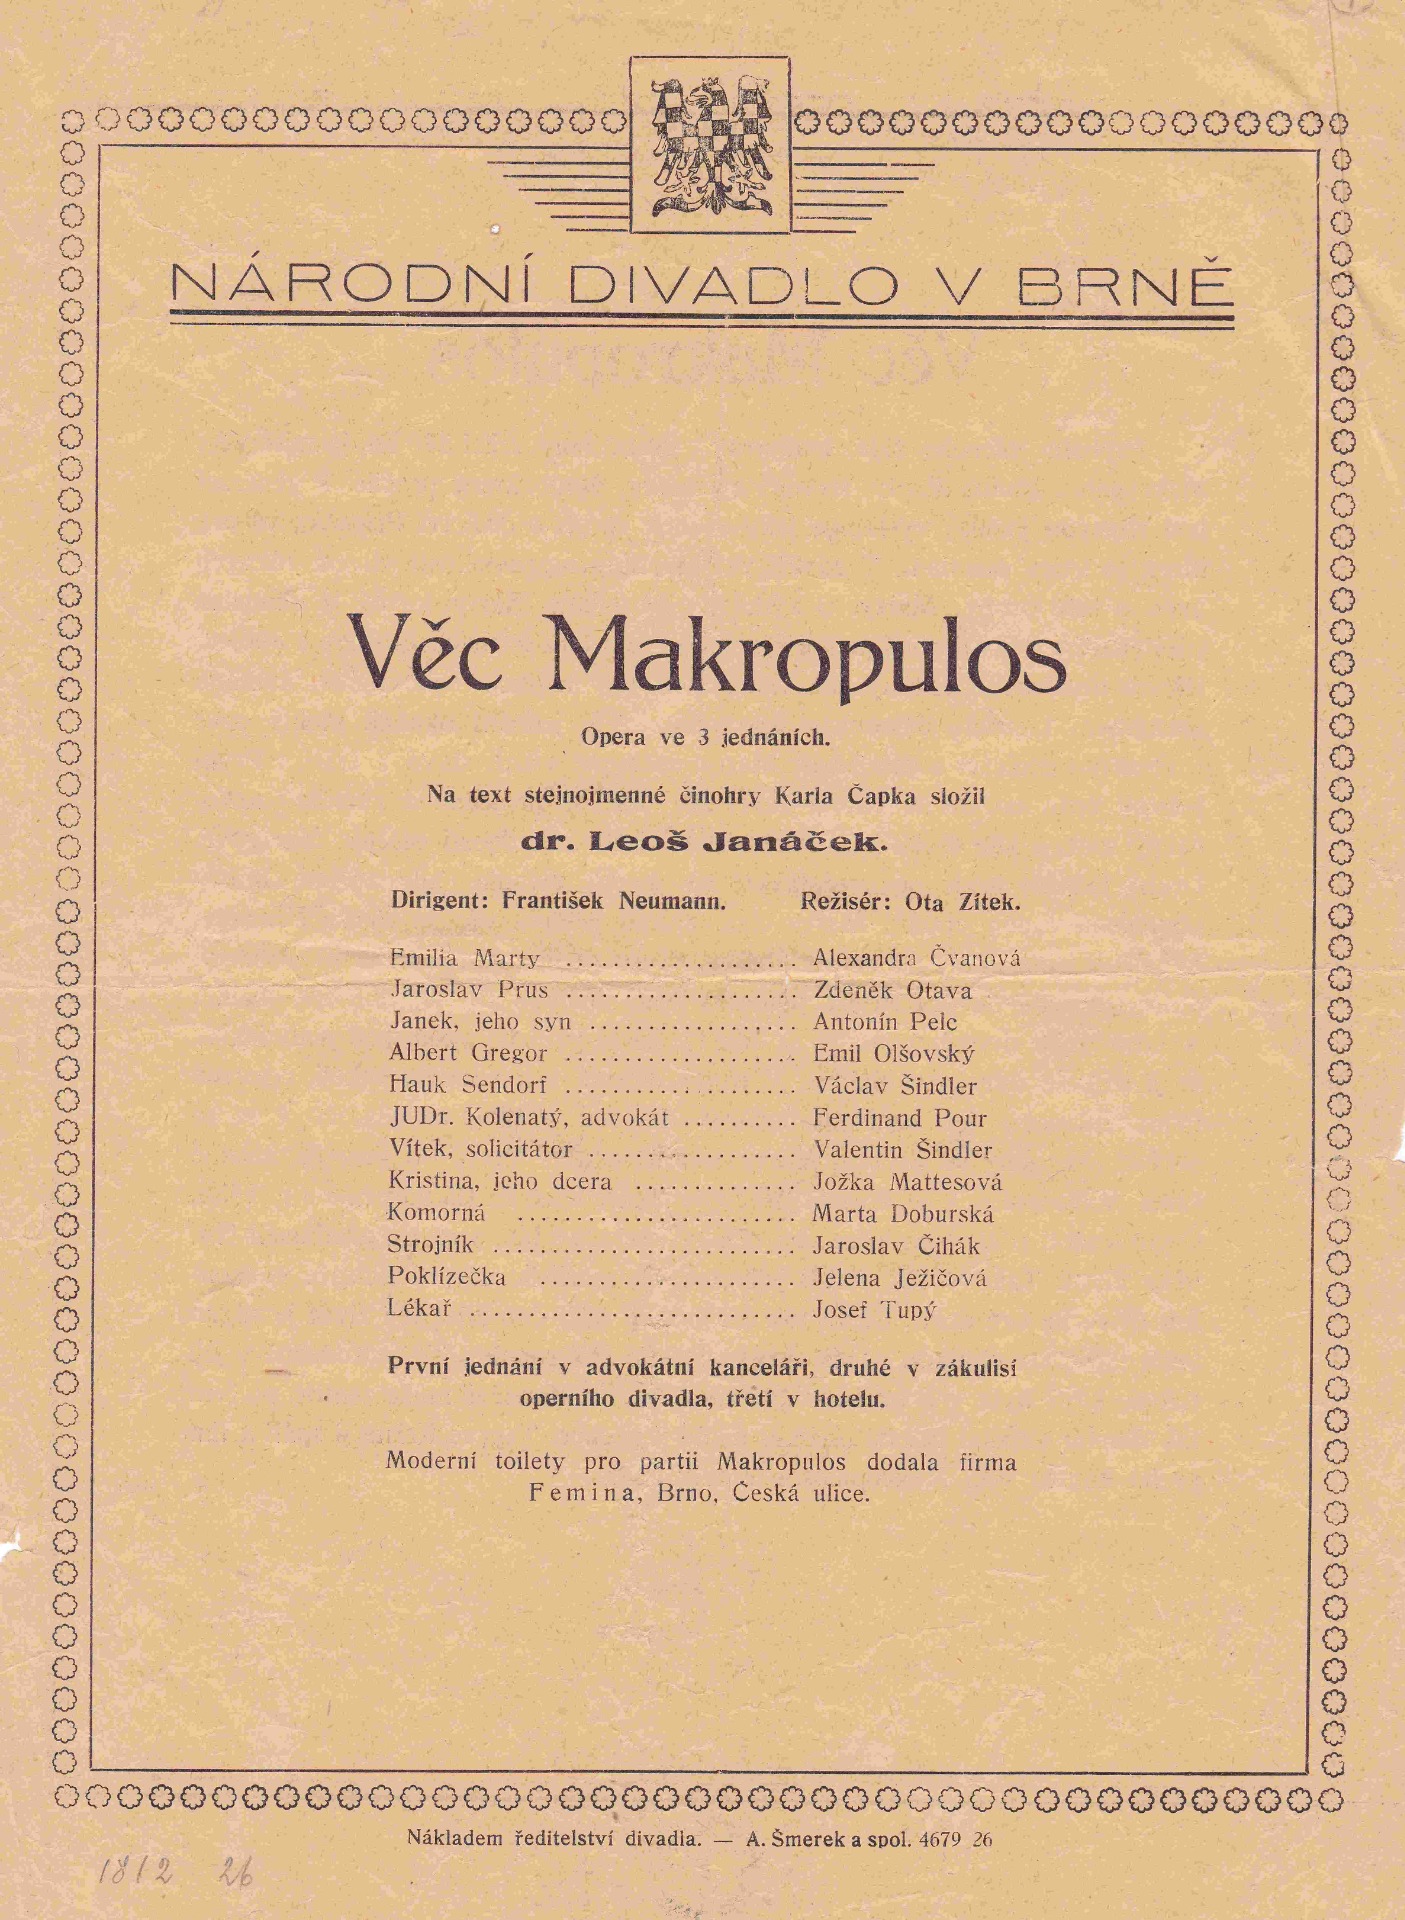 NÁRODNÍ DIVADLO V BRNĚ
Věc Makropulos
Opera ve 3 jednáních.
Na text stejnojmenné činohry Karla Čapka složil
dr. Leoš Janáček.
Dirigent: František Neumann. Režisér: Ota Zítek.
Emilia Marty .................... Alexandra Čvanová
Jaroslav Prus .................... Zdeněk Otava
Janek, jeho syn .................. Antonín Pelc
Albert Gregor .................... Emil Olšovský
Hauk Šendorf .................... Václav Šindler
JUDr. Kolenatý, advokát .......... Ferdinand Pour
Vítek, solicitátor .................. Valentin Šindler
Kristina, jeho dcera .............. Jožka Mattesová
Komorná ........................ Marta Doburská
Strojník .......................... Jaroslav Čihák
Poklízečka ...................... Jelena Ježičová
Lékař ............................ Josef Tupý
První jednání v advokátní kanceláři, druhé v zákulisí
operního divadla, třetí v hotelu.
Moderní toilety pro partii Makropulos dodala firma
Femina, Brno, Česká ulice.
Nákladem ředitelství divadla. — A. Šmerek a spol. 4679 26
1812 26